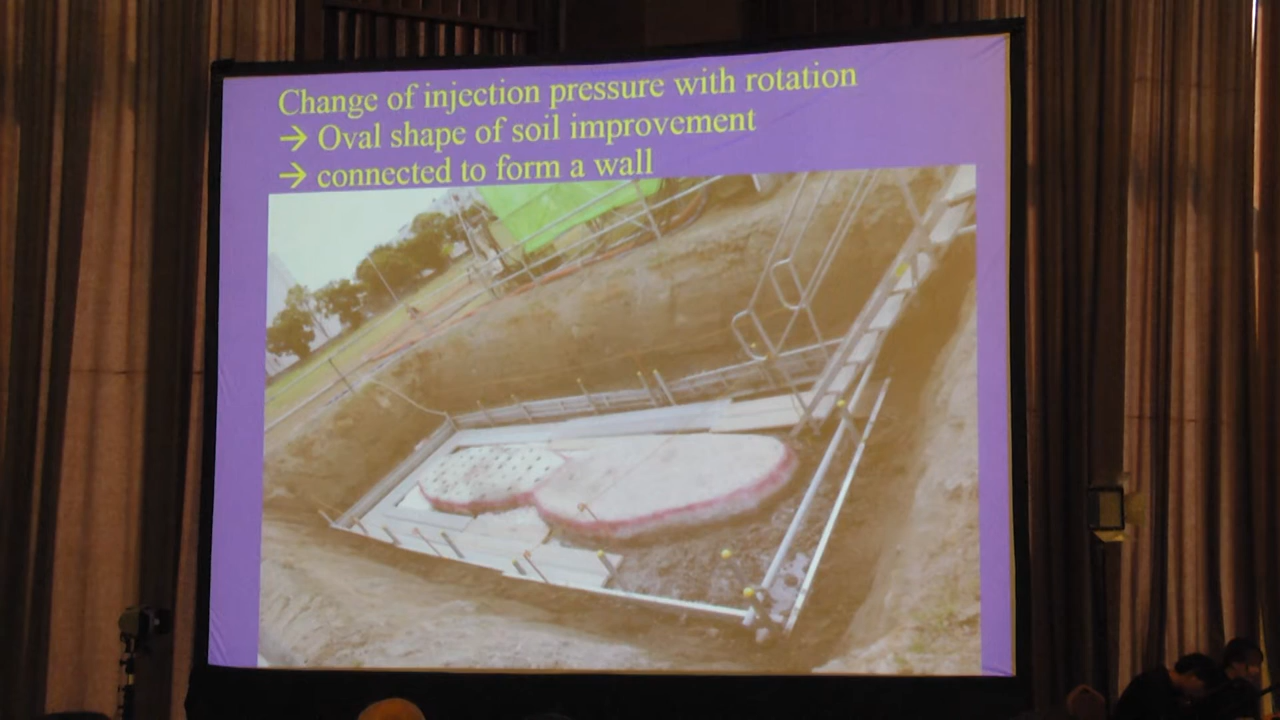 Change of injection pressure with rotation
→ Oval shape of soil improvement
→ connected to form a wall